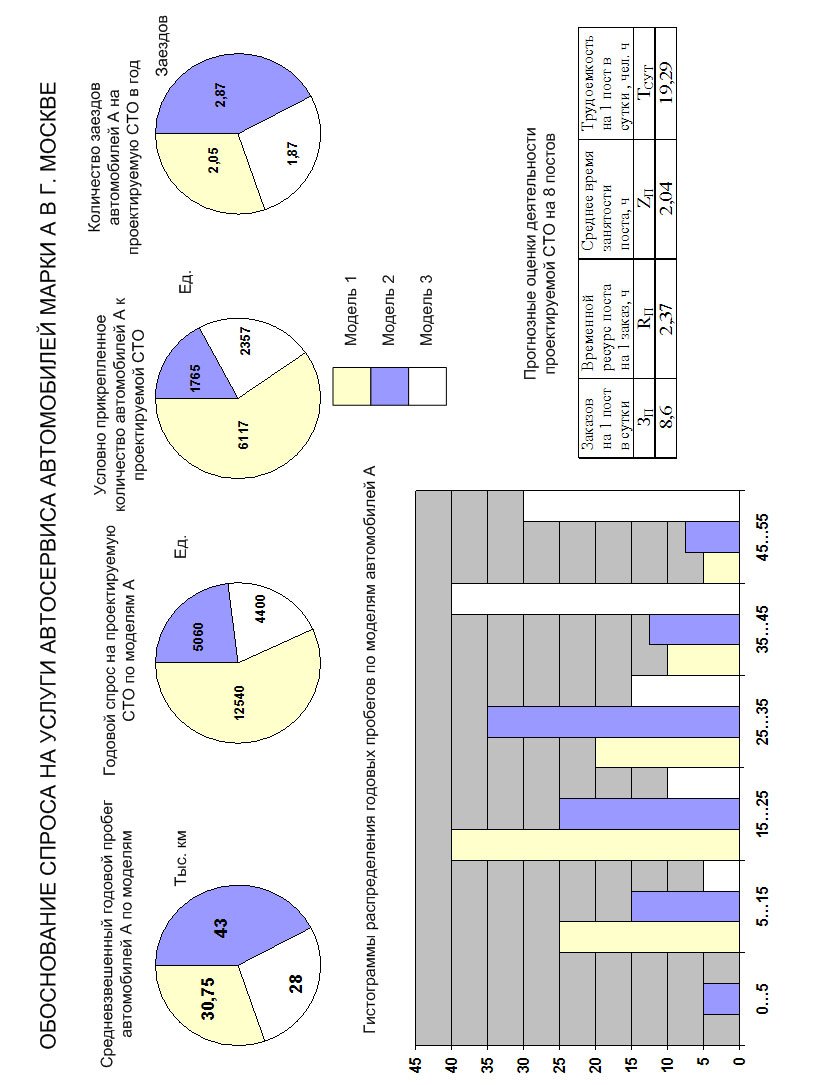 ОБОСНОВАНИЕ СПРОСА НА УСЛУГИ АВТОСЕРВИСА АВТОМОБИЛЕЙ МАРКИ А В Г. МОСКВЕ
Средневзвешенный годовой пробег
автомобилей А по моделям
Тыс. км
30,75
43
28
Годовой спрос на проектируемую
СТО по моделям А
Ед.
5060
4400
12540
Условно прикрепленное
количество автомобилей А к
проектируемой СТО
Ед.
1765
2357
6117
Количество заездов
автомобилей А на
проектируемую СТО в год
Заездов
2,05
2,87
1,87
Модель 1
Модель 2
Модель 3
Гистограммы распределения годовых пробегов по моделям автомобилей А
45
40
35
30
25
20
15
10
5
0
0...5
5...15
15...25
25...35
35...45
45...55
Прогнозные оценки деятельности
проектируемой СТО на 8 постов
Заказов
на 1 пост
в сутки
Временной
ресурс поста
на 1 заказ, ч
Среднее время
занятости
поста, ч
Трудоемкость
на 1 пост в
сутки , чел. ч
ЗП
RП
ZП
TСУТ
8,6
2,37
2,04
19,29